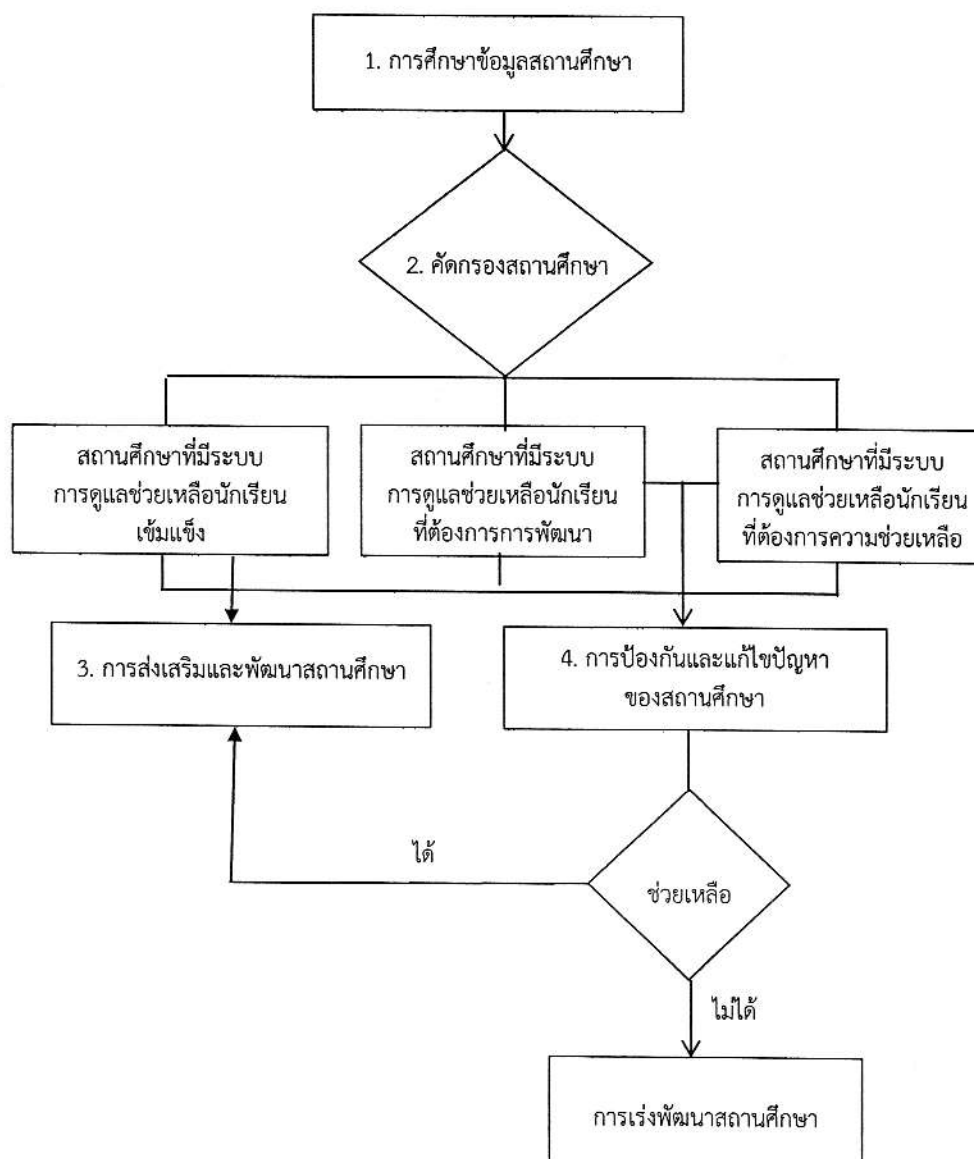 1. การศึกษาข้อมูลสถานศึกษา
2. คัดกรองสถานศึกษา
สถานศึกษาที่มีระบบ
การดูแลช่วยเหลือนักเรียน
เข้มแข็ง
สถานศึกษาที่มีระบบ
การดูแลช่วยเหลือนักเรียน
ที่ต้องการการพัฒนา
สถานศึกษาที่มีระบบ
การดูแลช่วยเหลือนักเรียน
ที่ต้องการความช่วยเหลือ
3. การส่งเสริมและพัฒนาสถานศึกษา
4. การป้องกันและแก้ไขปัญหา
ของสถานศึกษา
ได้
ช่วยเหลือ
ไม่ได้
การเร่งพัฒนาสถานศึกษา